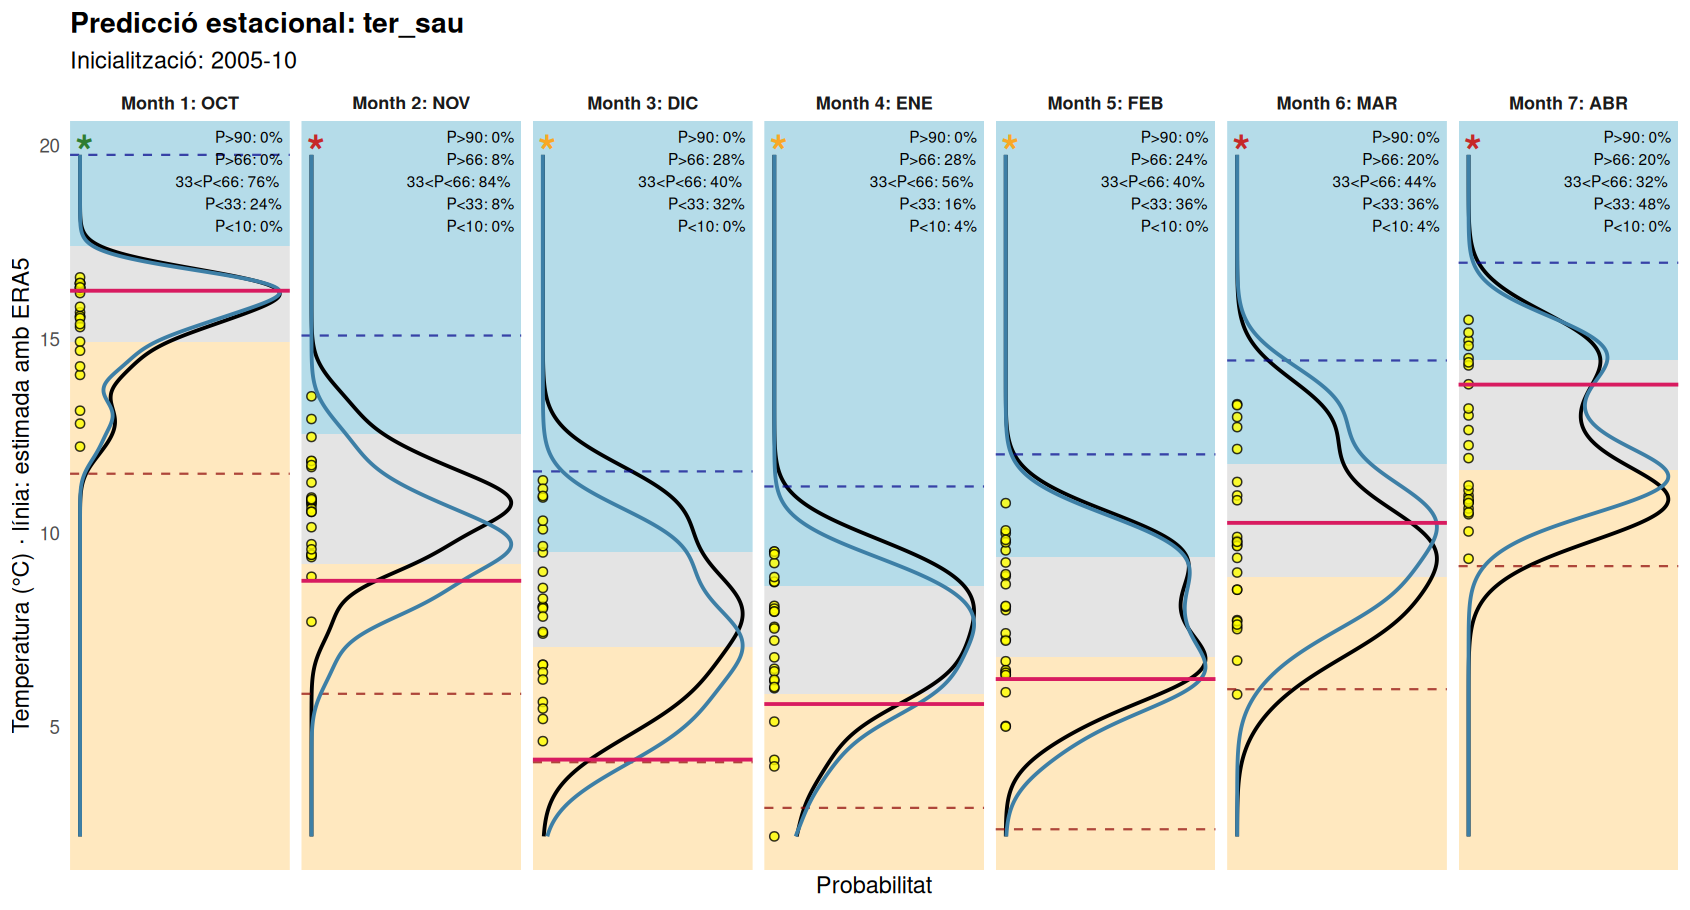 Predicció estacional: ter_sau
Inicialització: 2005-10
Month 1: OCT
Month 2: NOV
Month 3: DIC
Month 4: ENE
Month 5: FEB
Month 6: MAR
Month 7: ABR
*
P>90: 0%
P>66: 0%
33<P<66: 76%
P<33: 24%
P<10: 0%
*
P>90: 0%
P>66: 8%
33<P<66: 84%
P<33: 8%
P<10: 0%
*
P>90: 0%
P>66: 28%
33<P<66: 40%
P<33: 32%
P<10: 0%
*
P>90: 0%
P>66: 28%
33<P<66: 56%
P<33: 16%
P<10: 4%
*
P>90: 0%
P>66: 24%
33<P<66: 40%
P<33: 36%
P<10: 0%
*
P>90: 0%
P>66: 20%
33<P<66: 44%
P<33: 36%
P<10: 4%
*
P>90: 0%
P>66: 20%
33<P<66: 32%
P<33: 48%
P<10: 0%
20
15
10
5
Temperatura (°C) · línia: estimada amb ERA5
Probabilitat